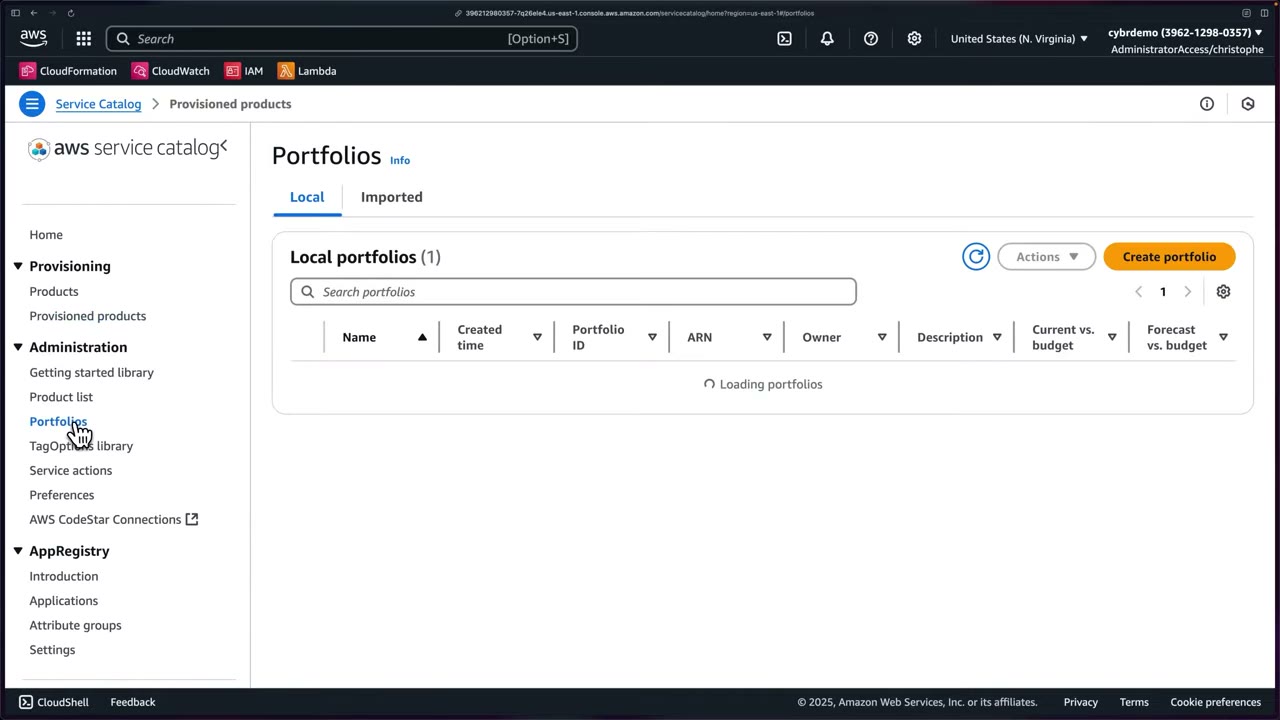 396212980357-7q26ele4.us-east-1.console.aws.amazon.com/servicecatalog/home?region=us-east-1#/portfolios
aws
Search
[Option+S]
United States (N. Virginia)
cybrdemo (3962-1298-0357)
AdministratorAccess/christophe
CloudFormation
CloudWatch
IAM
Lambda
Service Catalog
Provisioned products
aws service catalog
Home
Provisioning
Products
Provisioned products
Administration
Getting started library
Product list
Portfolios
TagOptions library
Service actions
Preferences
AWS CodeStar Connections
AppRegistry
Introduction
Applications
Attribute groups
Settings
Portfolios
Info
Local
Imported
Local portfolios (1)
Actions
Create portfolio
Search portfolios
1
Name
Created
time
Portfolio
ID
ARN
Owner
Description
Current vs.
budget
Forecast
vs. budget
Loading portfolios
CloudShell
Feedback
© 2025, Amazon Web Services, Inc. or its affiliates.
Privacy
Terms
Cookie preferences